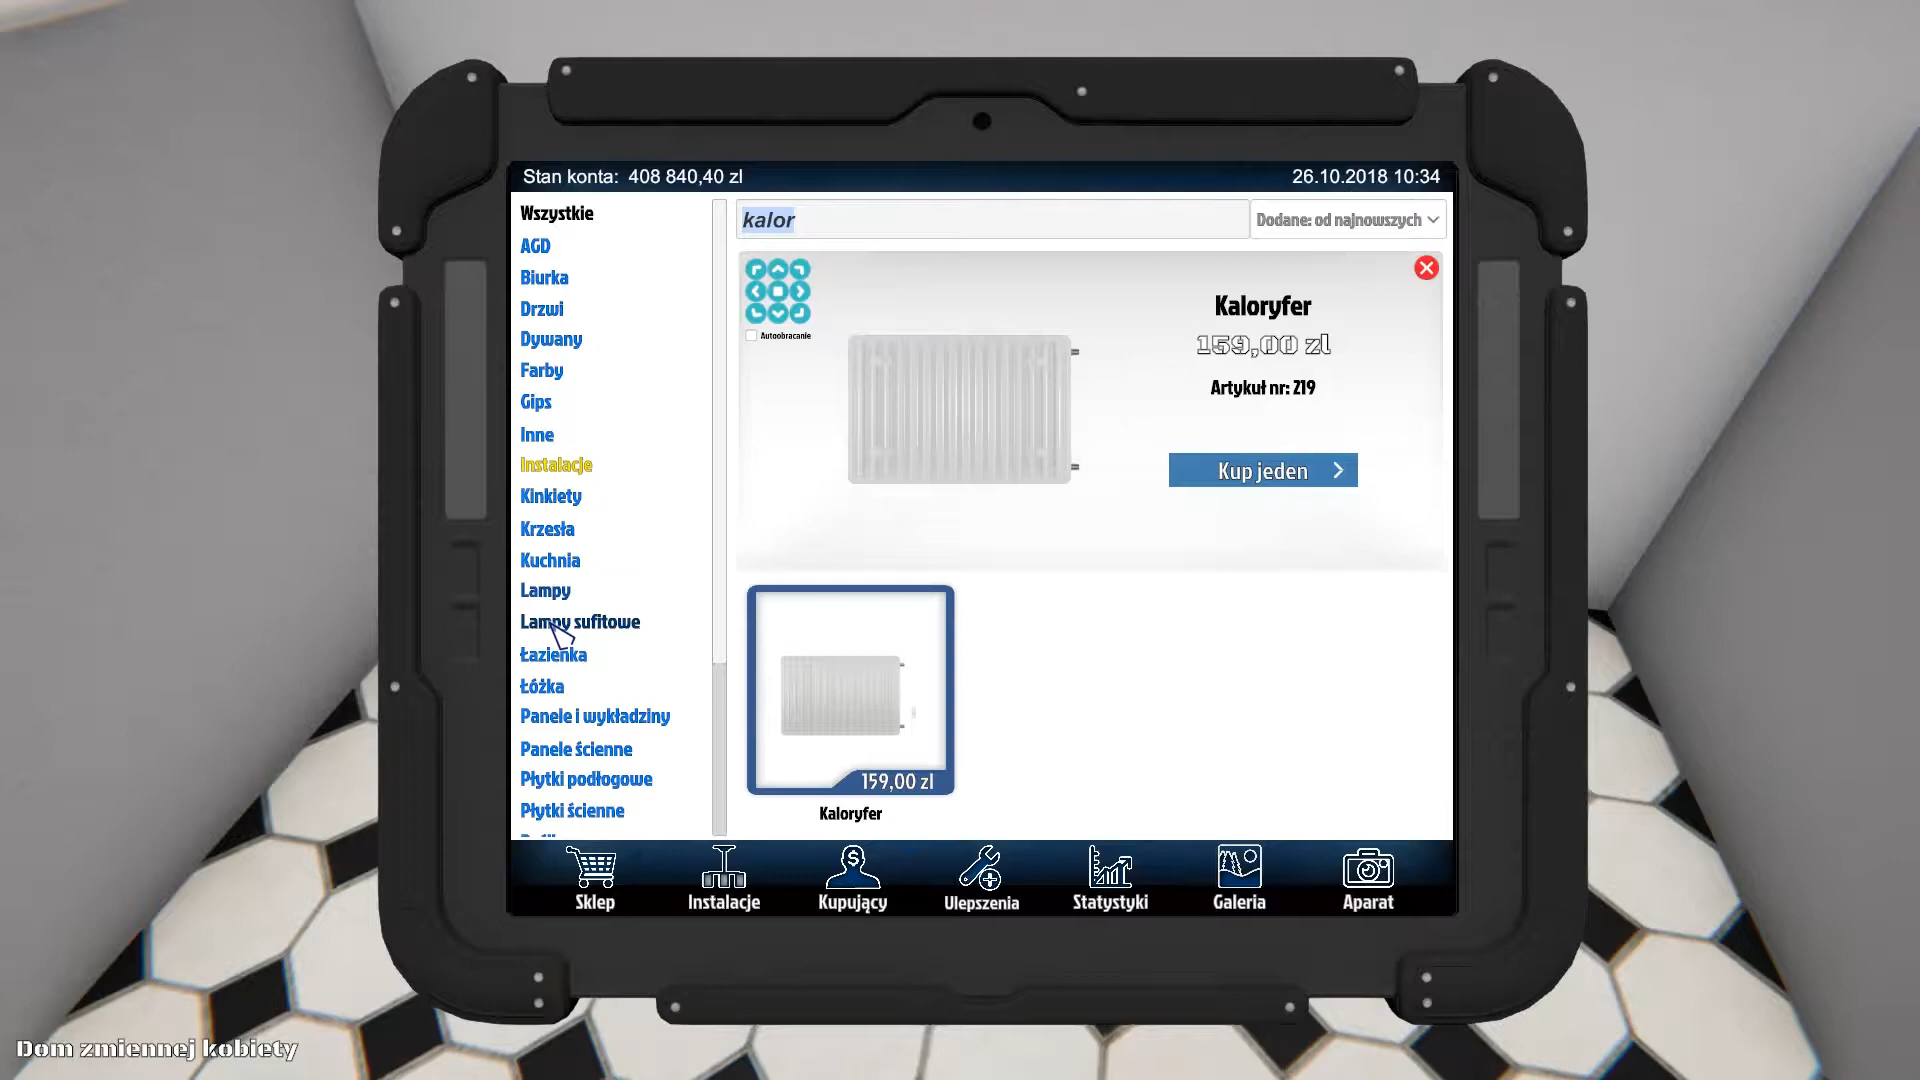 Stan konta: 408 840,40 zl
26.10.2018 10:34
Wszystkie
AGD
Biurka
Drzwi
Dywany
Farby
Gips
Inne
Instalacje
Kinkiety
Krzesła
Kuchnia
Lampy
Lampy sufitowe
Łazienka
Łóżka
Panele i wykładziny
Panele ścienne
Płytki podłogowe
Płytki ścienne
kalor
Dodane: od najnowszych
Autoobracanie
Kaloryfer
159,00 zl
Artykuł nr: 219
Kup jeden
159,00 zl
Kaloryfer
Sklep
Instalacje
Kupujący
Ulepszenia
Statystyki
Galeria
Aparat
Dom zmiennej kobiety